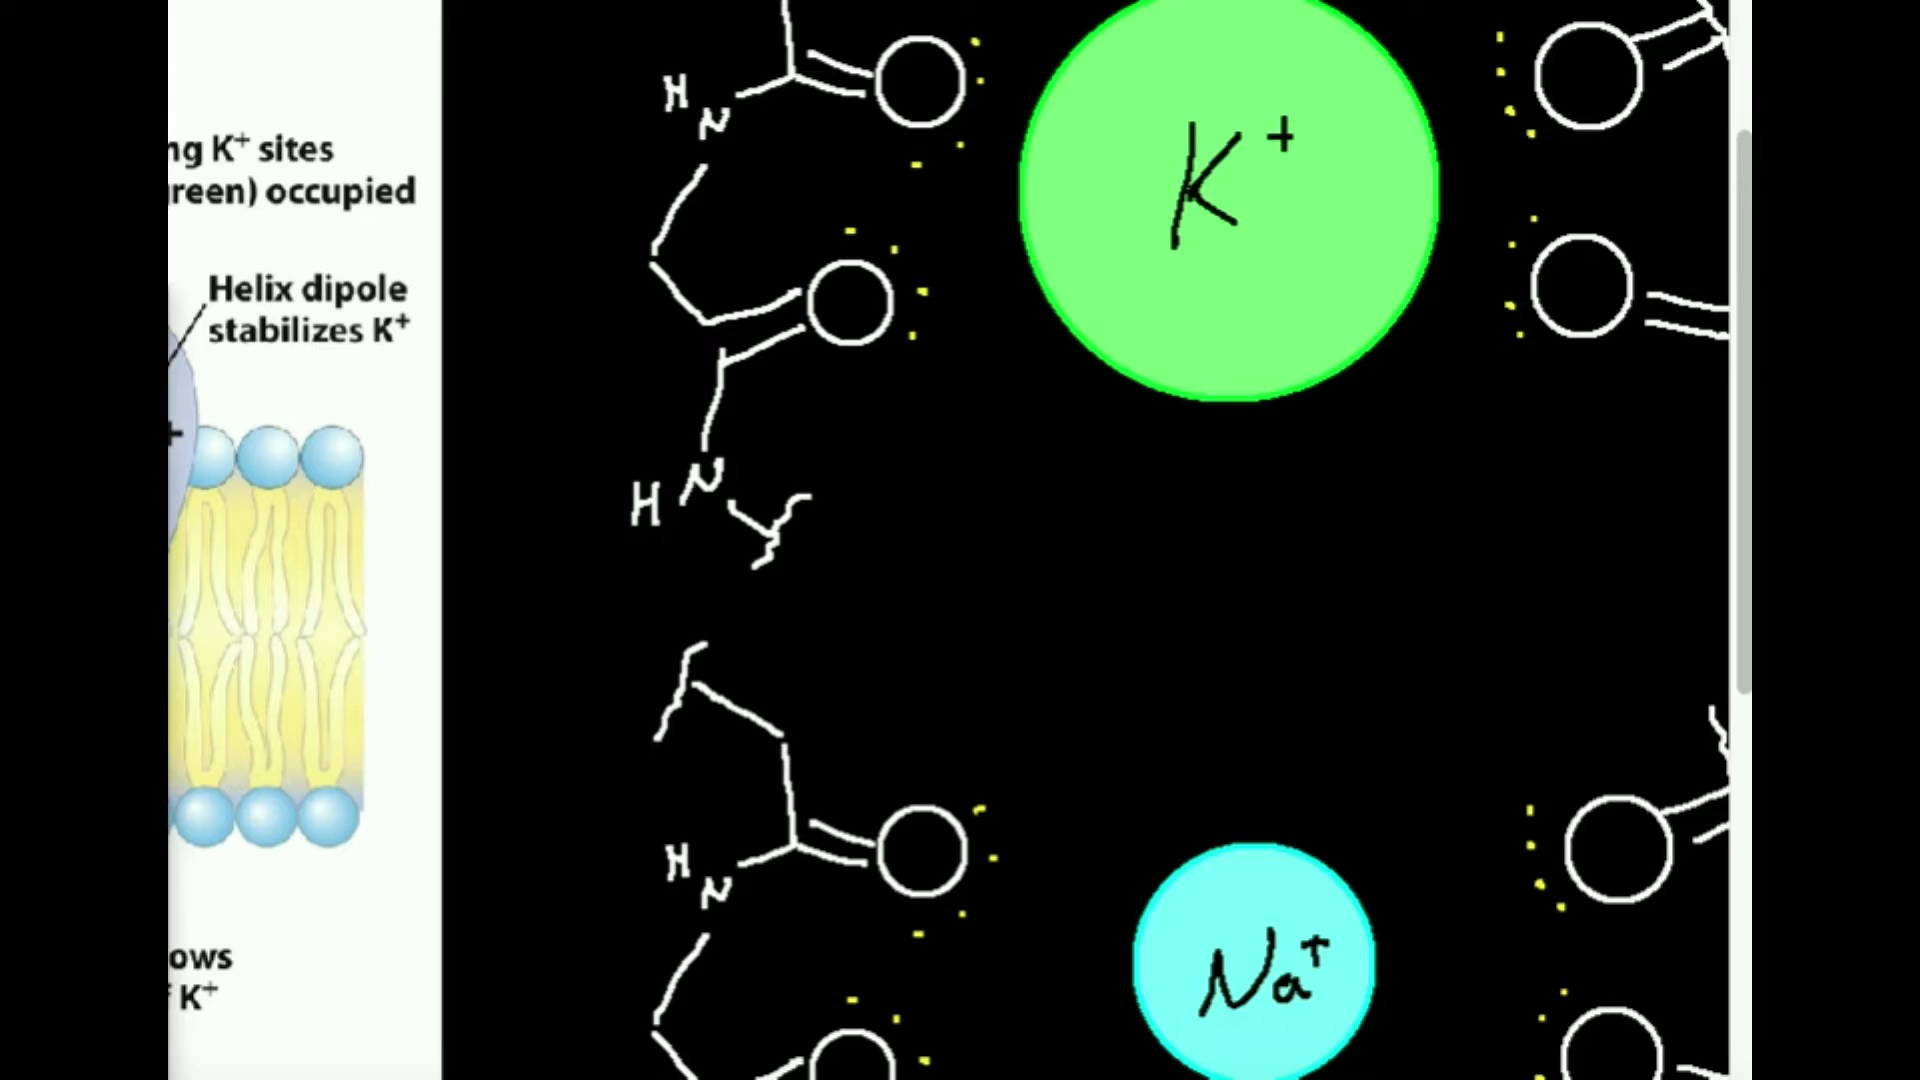 ng K⁺ sites
reen) occupied
Helix dipole
stabilizes K⁺
+
ows
K⁺
H
N
K⁺
H N
H
N
Na⁺